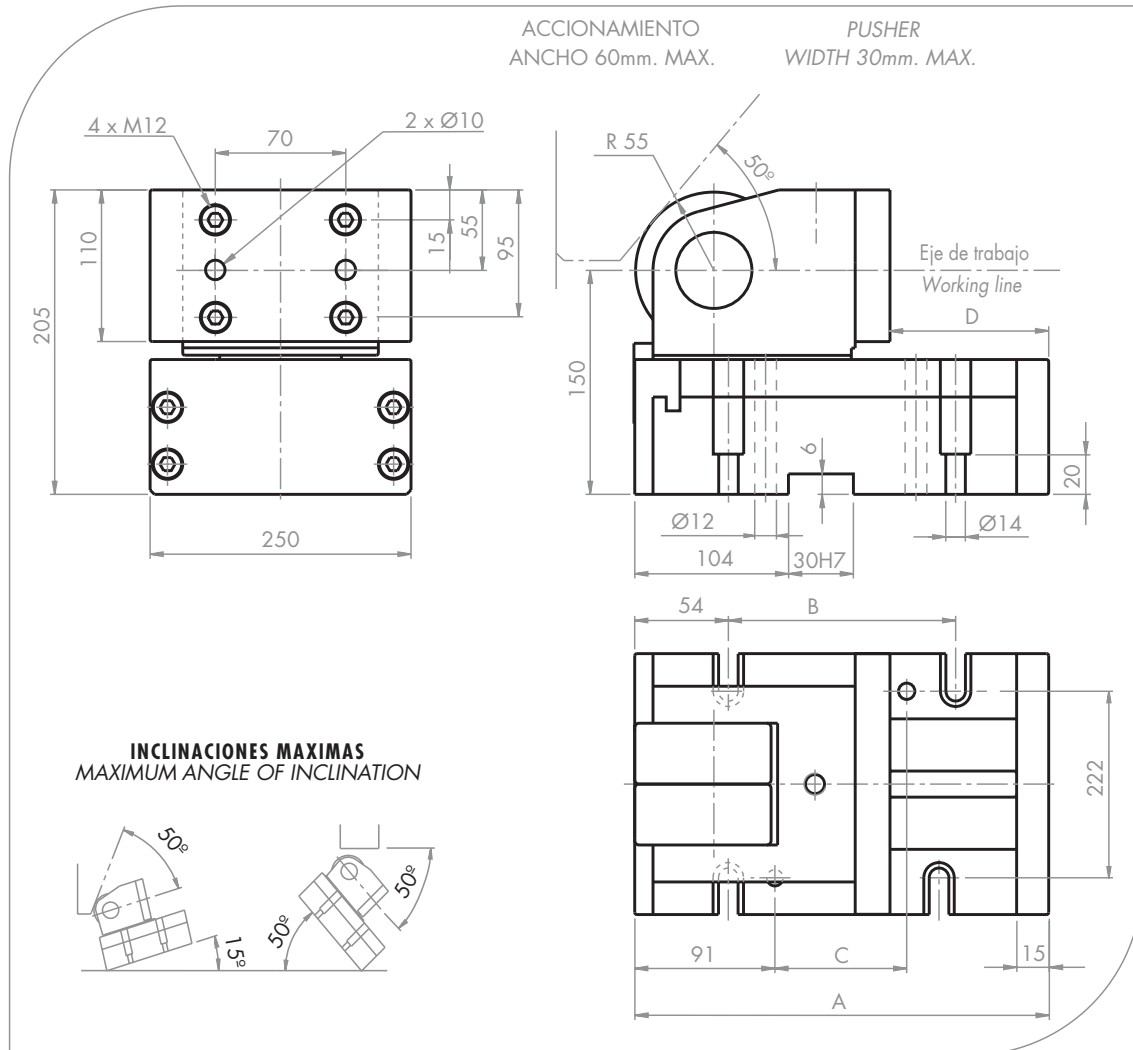 ACCIONAMIENTO
ANCHO 60mm. MAX.
PUSHER
WIDTH 30mm. MAX.
4 x M12
70
2 x Ø10
110
205
15
55
95
250
R 55
50º
Eje de trabajo
Working line
D
150
6
20
Ø12
Ø14
104
30H7
54
B
222
91
C
15
A
INCLINACIONES MAXIMAS
MAXIMUM ANGLE OF INCLINATION
50º
15º
50º
50º